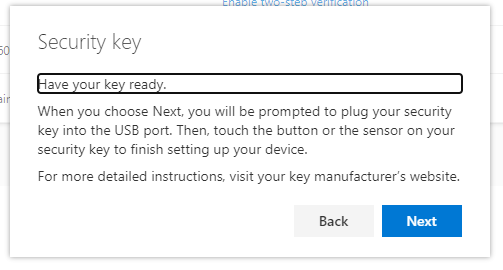 Enable two-step verification
Security key
60
Have your key ready.
When you choose Next, you will be prompted to plug your security
key into the USB port. Then, touch the button or the sensor on your
security key to finish setting up your device.
For more detailed instructions, visit your key manufacturer's website.
Back
Next